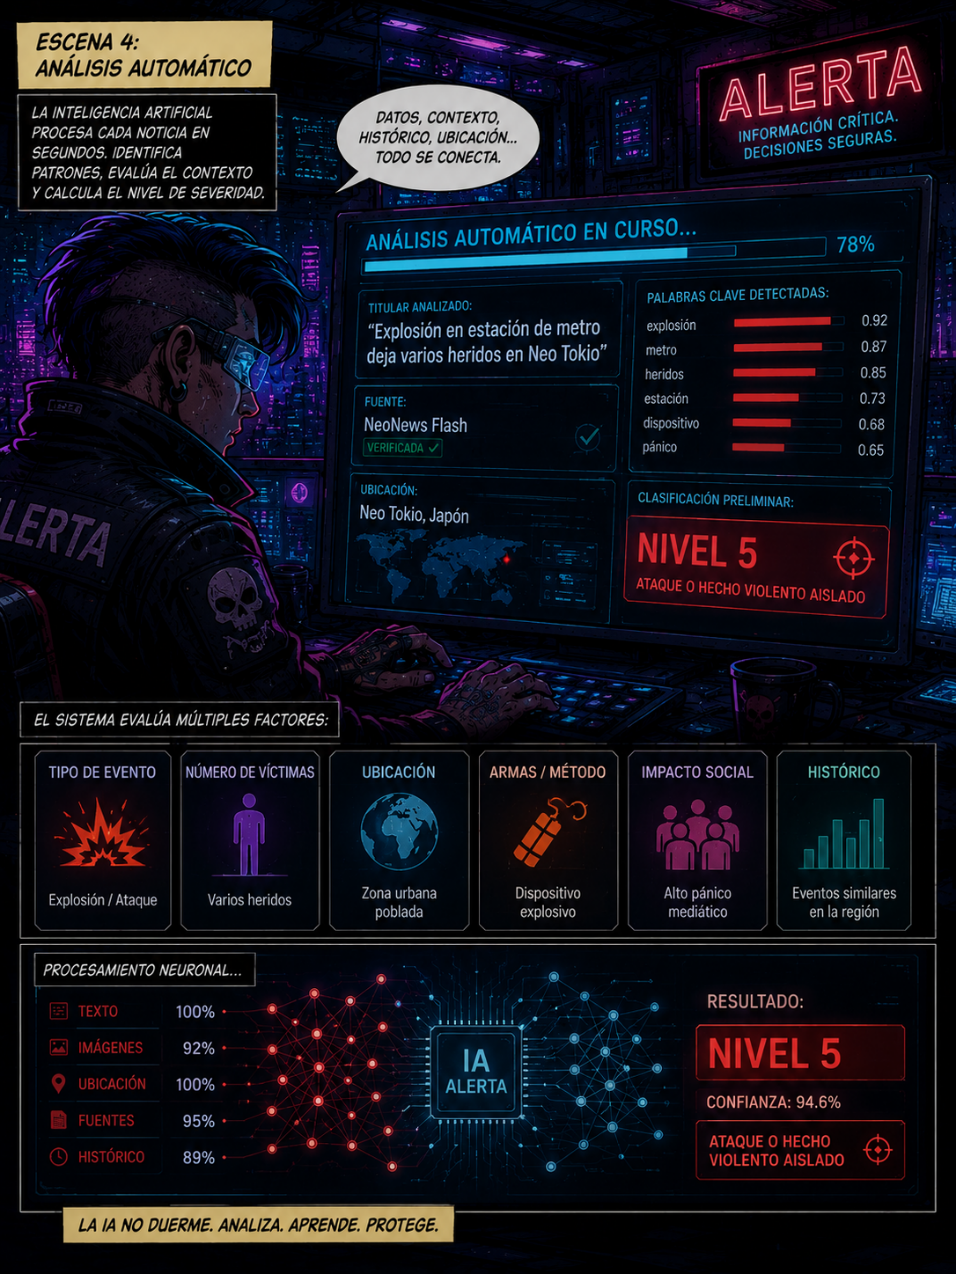 ESCENA 4:
ANÁLISIS AUTOMÁTICO
LA INTELIGENCIA ARTIFICIAL
PROCESA CADA NOTICIA EN
SEGUNDOS. IDENTIFICA
PATRONES, EVALÚA EL CONTEXTO
Y CALCULA EL NIVEL DE SEVERIDAD.
DATOS, CONTEXTO,
HISTÓRICO, UBICACIÓN...
TODO SE CONECTA.
ALERTA
INFORMACIÓN CRÍTICA.
DECISIONES SEGURAS.
ANÁLISIS AUTOMÁTICO EN CURSO...
78%
TITULAR ANALIZADO:
“Explosión en estación de metro
deja varios heridos en Neo Tokio”
FUENTE:
NeoNews Flash
VERIFICADA
UBICACIÓN:
Neo Tokio, Japón
PALABRAS CLAVE DETECTADAS:
explosión 0.92
metro 0.87
heridos 0.85
estación 0.73
dispositivo 0.68
pánico 0.65
CLASIFICACIÓN PRELIMINAR:
NIVEL 5
ATAQUE O HECHO VIOLENTO AISLADO
LERTA
EL SISTEMA EVALÚA MÚLTIPLES FACTORES:
TIPO DE EVENTO
Explosión / Ataque
NÚMERO DE VÍCTIMAS
Varios heridos
UBICACIÓN
Zona urbana
poblada
ARMAS / MÉTODO
Dispositivo
explosivo
IMPACTO SOCIAL
Alto pánico
mediático
HISTÓRICO
Eventos similares
en la región
PROCESAMIENTO NEURONAL...
TEXTO 100%
IMÁGENES 92%
UBICACIÓN 100%
FUENTES 95%
HISTÓRICO 89%
IA
ALERTA
RESULTADO:
NIVEL 5
CONFIANZA: 94.6%
ATAQUE O HECHO
VIOLENTO AISLADO
LA IA NO DUERME. ANALIZA. APRENDE. PROTEGE.